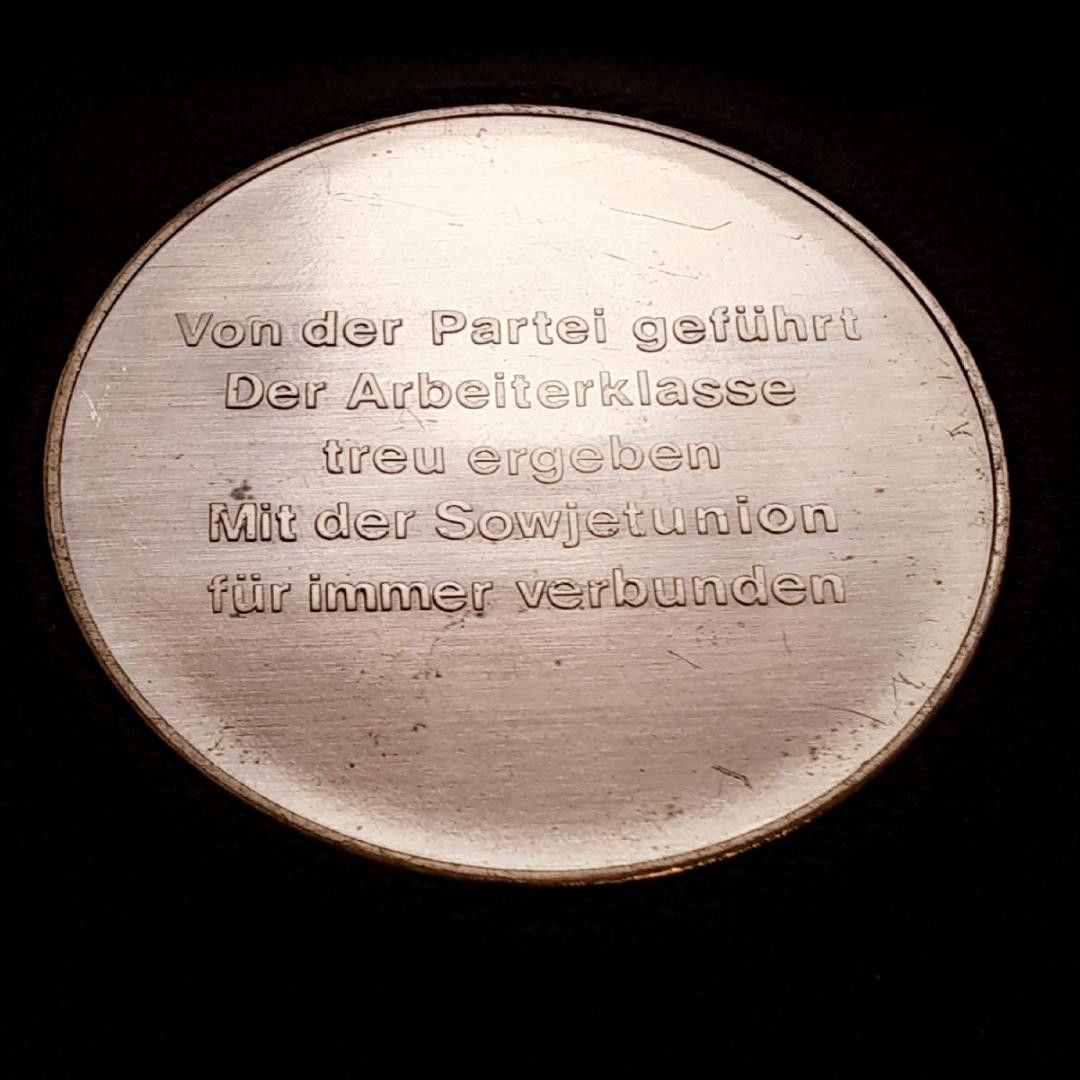 Von der Partei geführt
Der Arbeiterklasse
treu ergeben
Mit der Sowjetunion
für immer verbunden